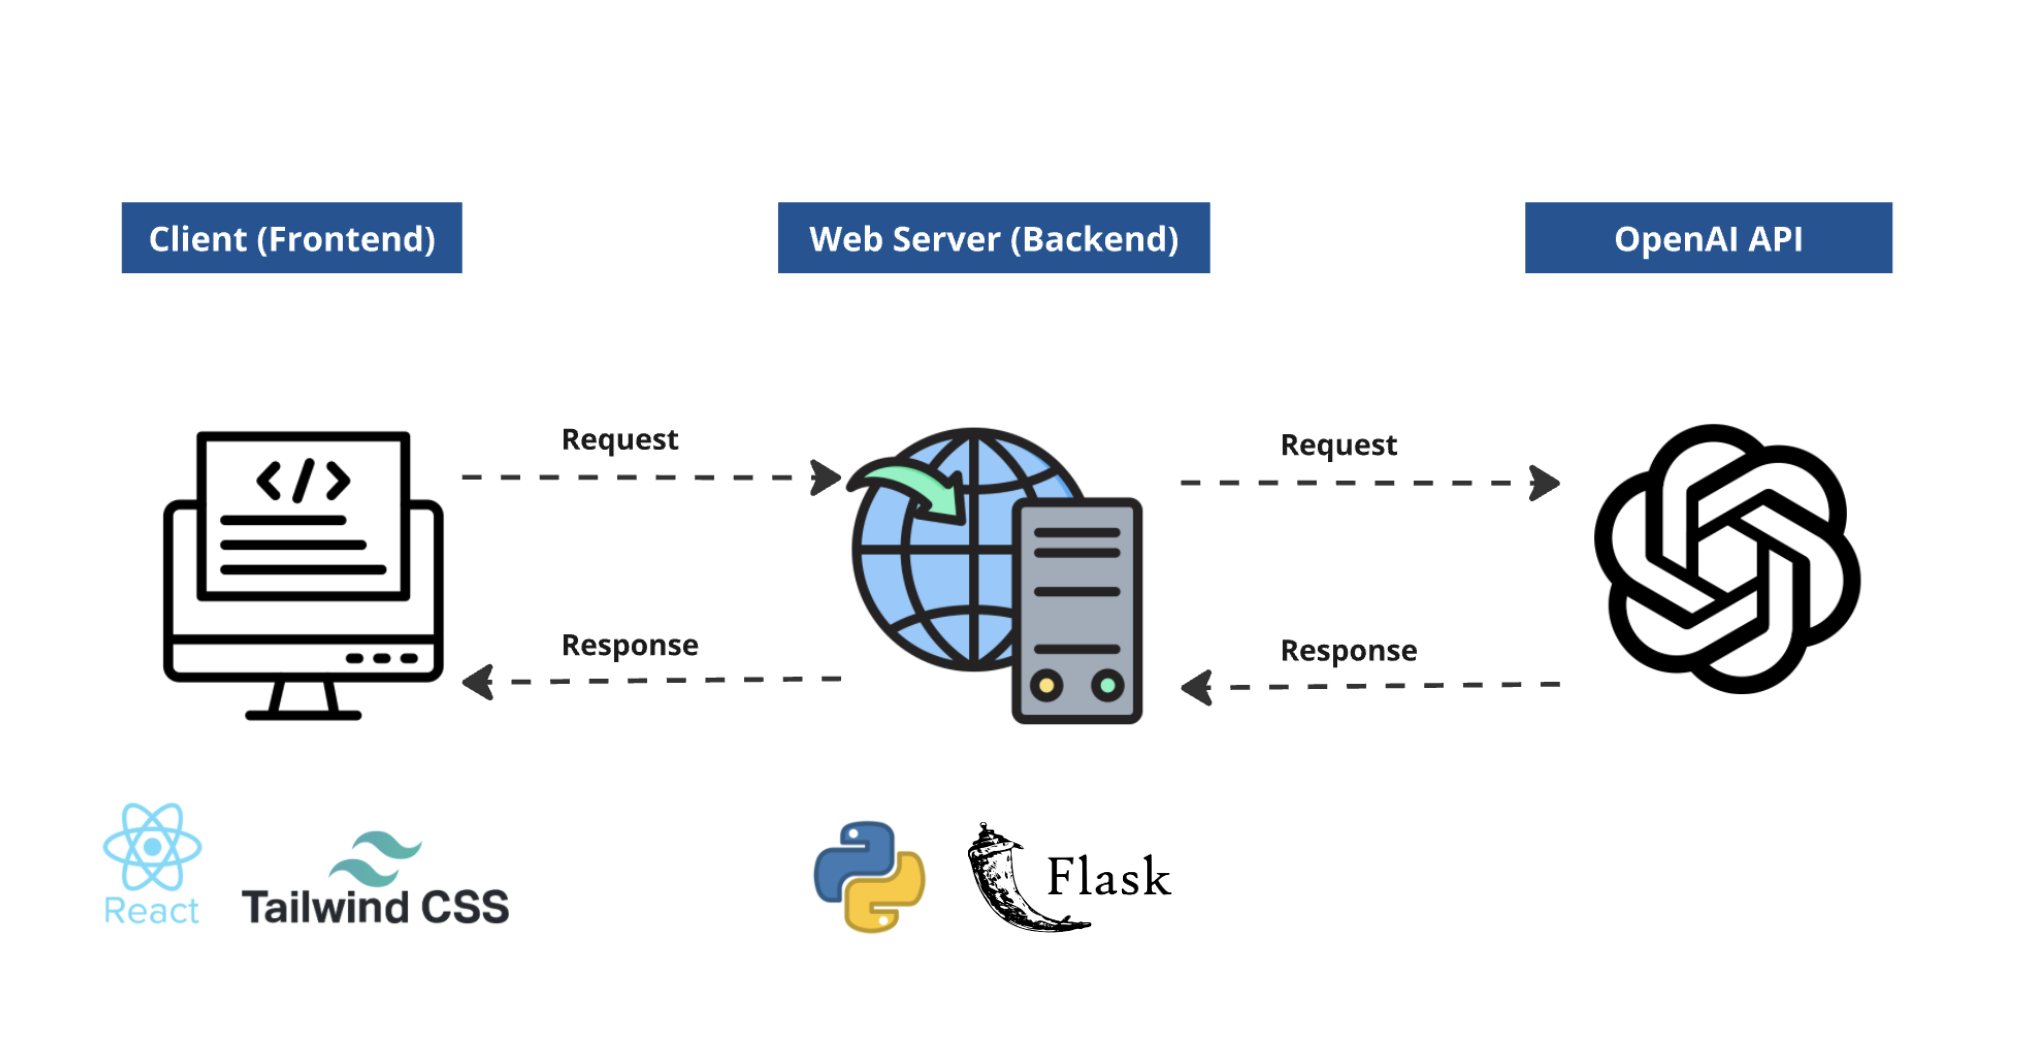 Client (Frontend)
Web Server (Backend)
OpenAI API
Request
Request
Response
Response
React
Tailwind CSS
Flask